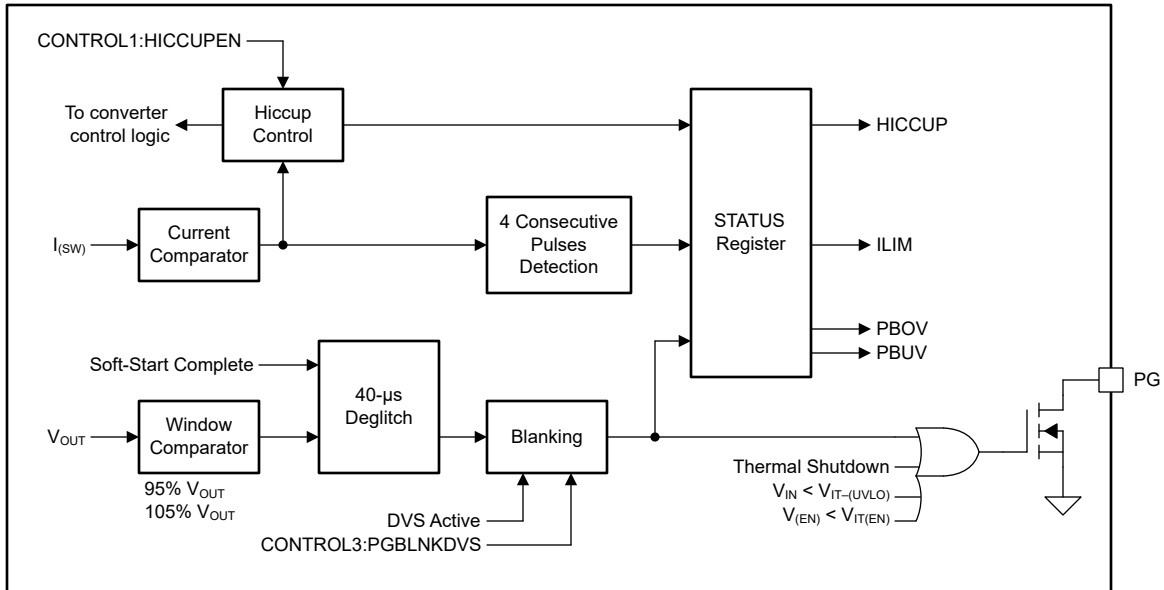 CONTROL1:HICCUPEN
To converter
control logic
Hiccup
Control
HICCUP
I(SW)
Current
Comparator
4 Consecutive
Pulses
Detection
STATUS
Register
ILIM
PBOV
PBUV
Soft-Start Complete
40-µs
Deglitch
VOUT
Window
Comparator
95% VOUT
105% VOUT
Blanking
DVS Active
CONTROL3:PGBLNKDVS
Thermal Shutdown
VIN < VIT–(UVLO)
V(EN) < VIT(EN)
PG